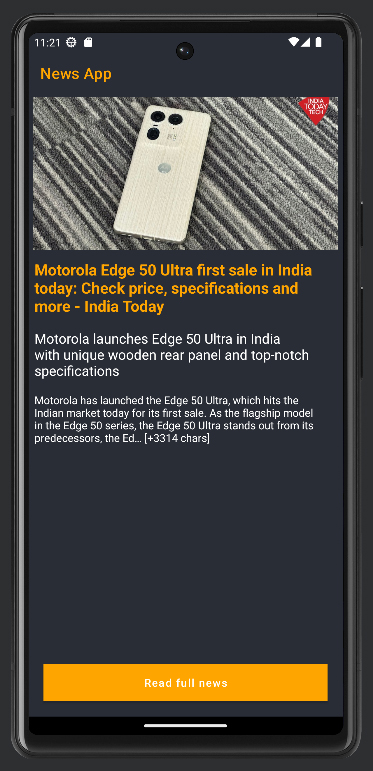 11:21
News App
INDIA
TODAY
TECH
Motorola Edge 50 Ultra first sale in India
today: Check price, specifications and
more - India Today
Motorola launches Edge 50 Ultra in India
with unique wooden rear panel and top-notch
specifications
Motorola has launched the Edge 50 Ultra, which hits the
Indian market today for its first sale. As the flagship model
in the Edge 50 series, the Edge 50 Ultra stands out from its
predecessors, the Ed… [+3314 chars]
Read full news